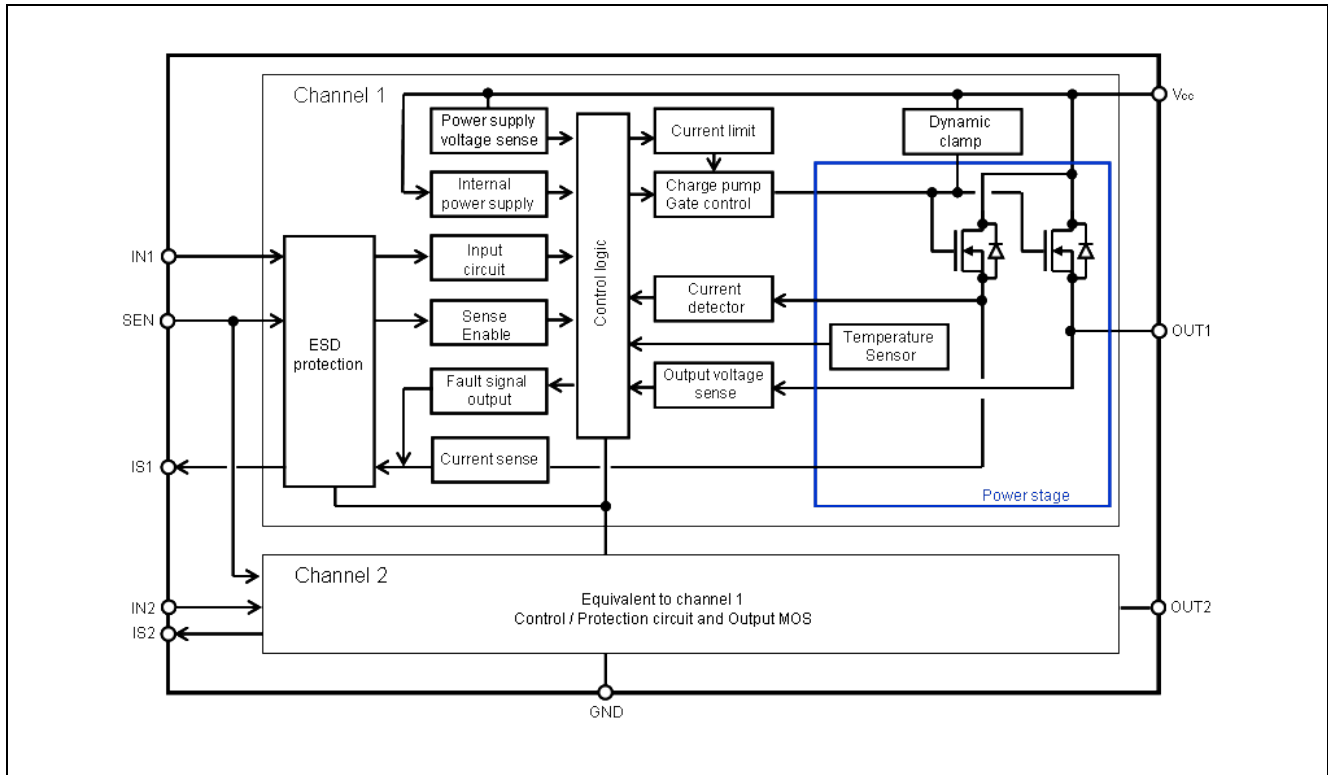 Channel 1
Vcc
Power supply
voltage sense
Current limit
Dynamic
clamp
Internal
power supply
Charge pump
Gate control
IN1
Input
circuit
Control logic
SEN
ESD
protection
Sense
Enable
Current
detector
Temperature
Sensor
OUT1
Fault signal
output
Output voltage
sense
IS1
Current sense
Power stage
Channel 2
IN2
Equivalent to channel 1
Control / Protection circuit and Output MOS
OUT2
IS2
GND